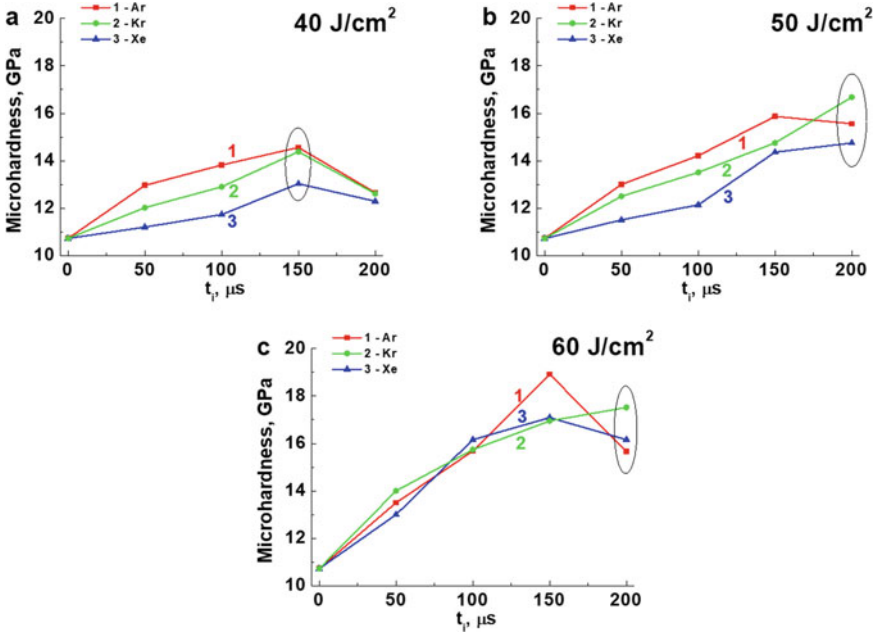 a
1 - Ar
2 - Kr
3 - Xe
40 J/cm²
Microhardness, GPa
20
18
16
14
12
10
1
2
3
0 50 100 150 200
tᵢ, μs
b
1 - Ar
2 - Kr
3 - Xe
50 J/cm²
Microhardness, GPa
20
18
16
14
12
10
1
2
3
0 50 100 150 200
tᵢ, μs
c
1 - Ar
2 - Kr
3 - Xe
60 J/cm²
Microhardness, GPa
20
18
16
14
12
10
1
3
2
0 50 100 150 200
tᵢ, μs